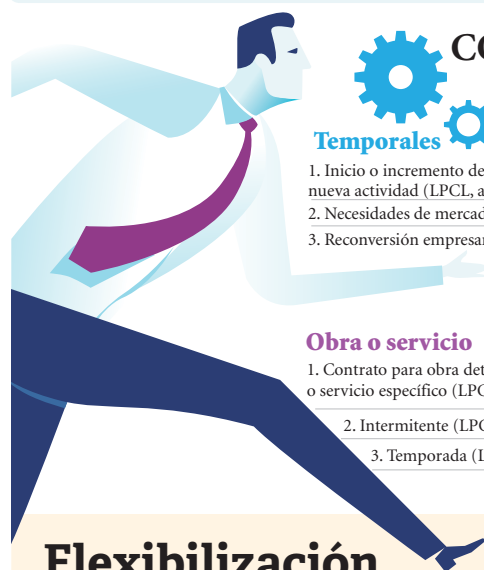 CO
Temporales
1. Inicio o incremento de
nueva actividad (LPCL, a
2. Necesidades de mercad
3. Reconversión empresar
Obra o servicio
1. Contrato para obra det
o servicio específico (LPC
2. Intermitente (LPC
3. Temporada (L
Flexibilización